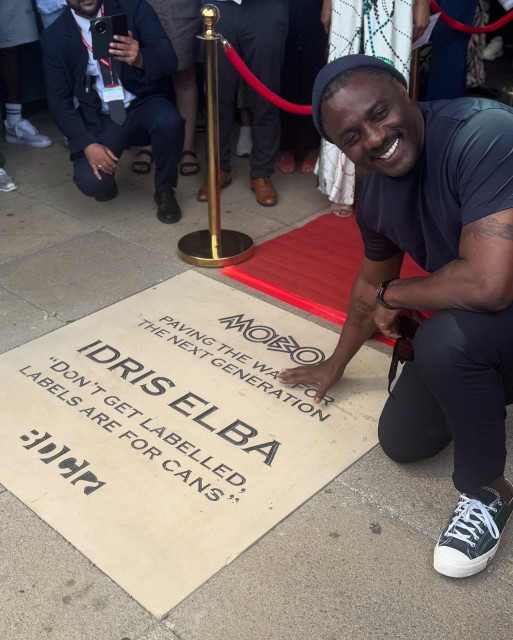 MOBO
PAVING THE WAY FOR
THE NEXT GENERATION
IDRIS ELBA
"DON'T GET LABELLED,
LABELS ARE FOR CANS"